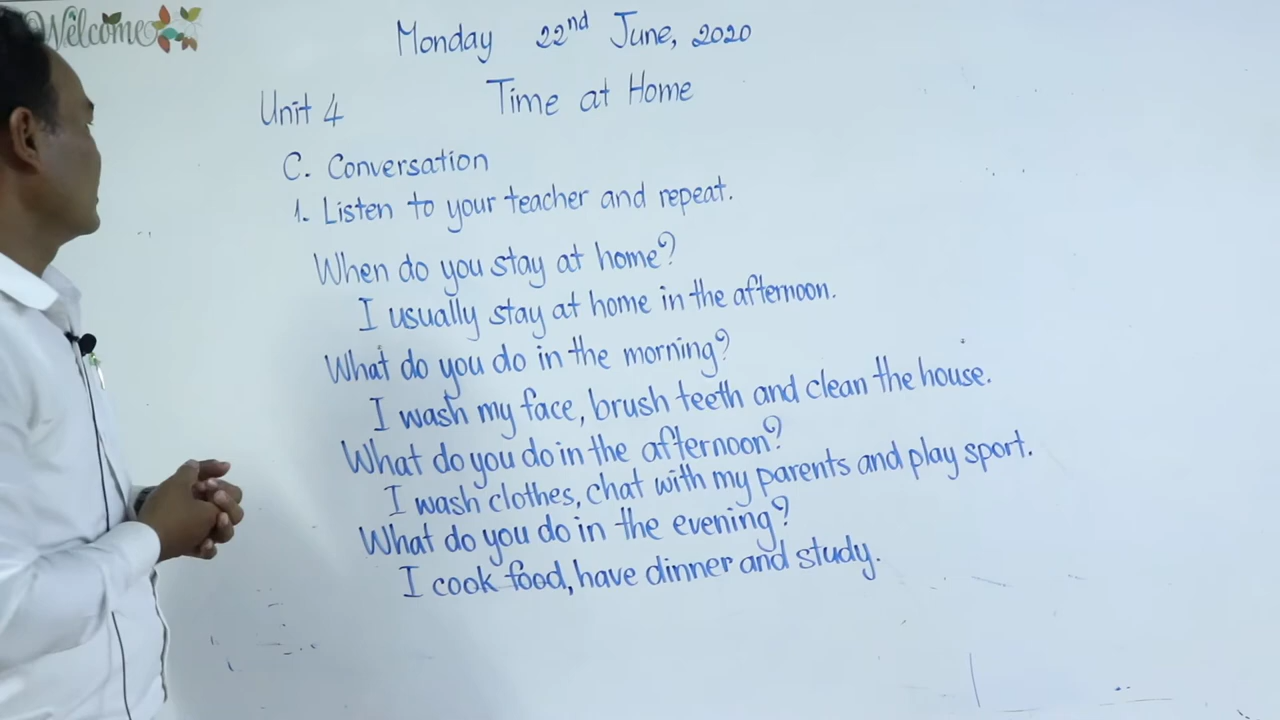 Welcome
Monday 22nd June, 2020
Unit 4 Time at Home
C. Conversation
1. Listen to your teacher and repeat.
When do you stay at home?
I usually stay at home in the afternoon.
What do you do in the morning?
I wash my face, brush teeth and clean the house.
What do you do in the afternoon?
I wash clothes, chat with my parents and play sport.
What do you do in the evening?
I cook food, have dinner and study.